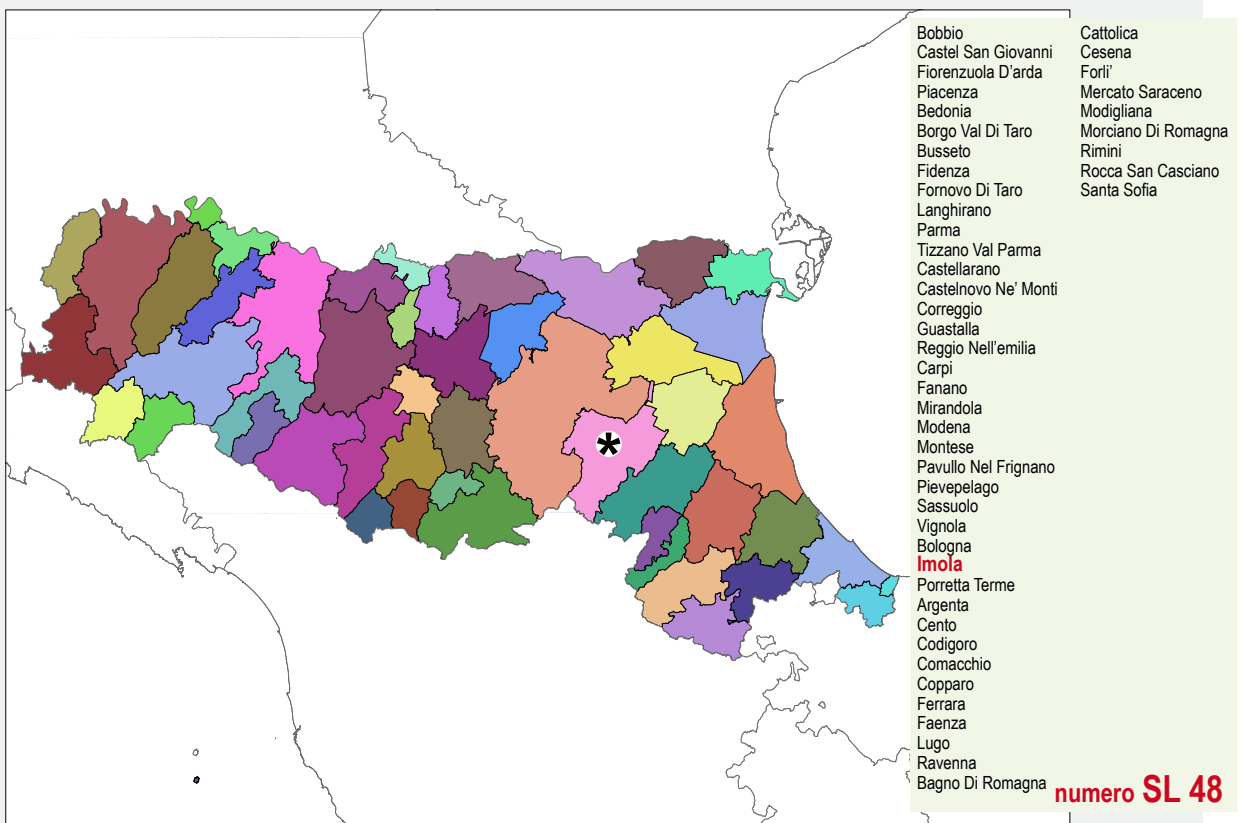 Bobbio
Castel San Giovanni
Fiorenzuola D'arda
Piacenza
Bedonia
Borgo Val Di Taro
Busseto
Fidenza
Fornovo Di Taro
Langhirano
Parma
Tizzano Val Parma
Castellarano
Castelnovo Ne' Monti
Correggio
Guastalla
Reggio Nell'emilia
Carpi
Fanano
Mirandola
Modena
Montese
Pavullo Nel Frignano
Pievepelago
Sassuolo
Vignola
Bologna
Imola
Porretta Terme
Argenta
Cento
Codigoro
Comacchio
Copparo
Ferrara
Faenza
Lugo
Ravenna
Bagno Di Romagna
Cattolica
Cesena
Forli'
Mercato Saraceno
Modigliana
Morciano Di Romagna
Rimini
Rocca San Casciano
Santa Sofia
numero SL 48
*